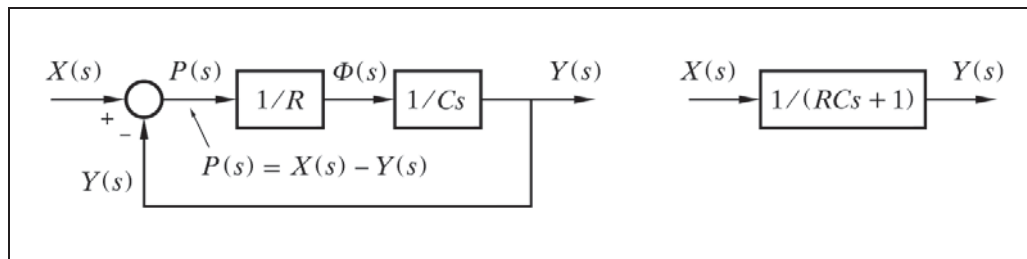 X(s) P(s) Φ(s) Y(s) X(s) Y(s)
1/R 1/Cs 1/(RCs + 1)
+
−
P(s) = X(s) − Y(s)
Y(s)